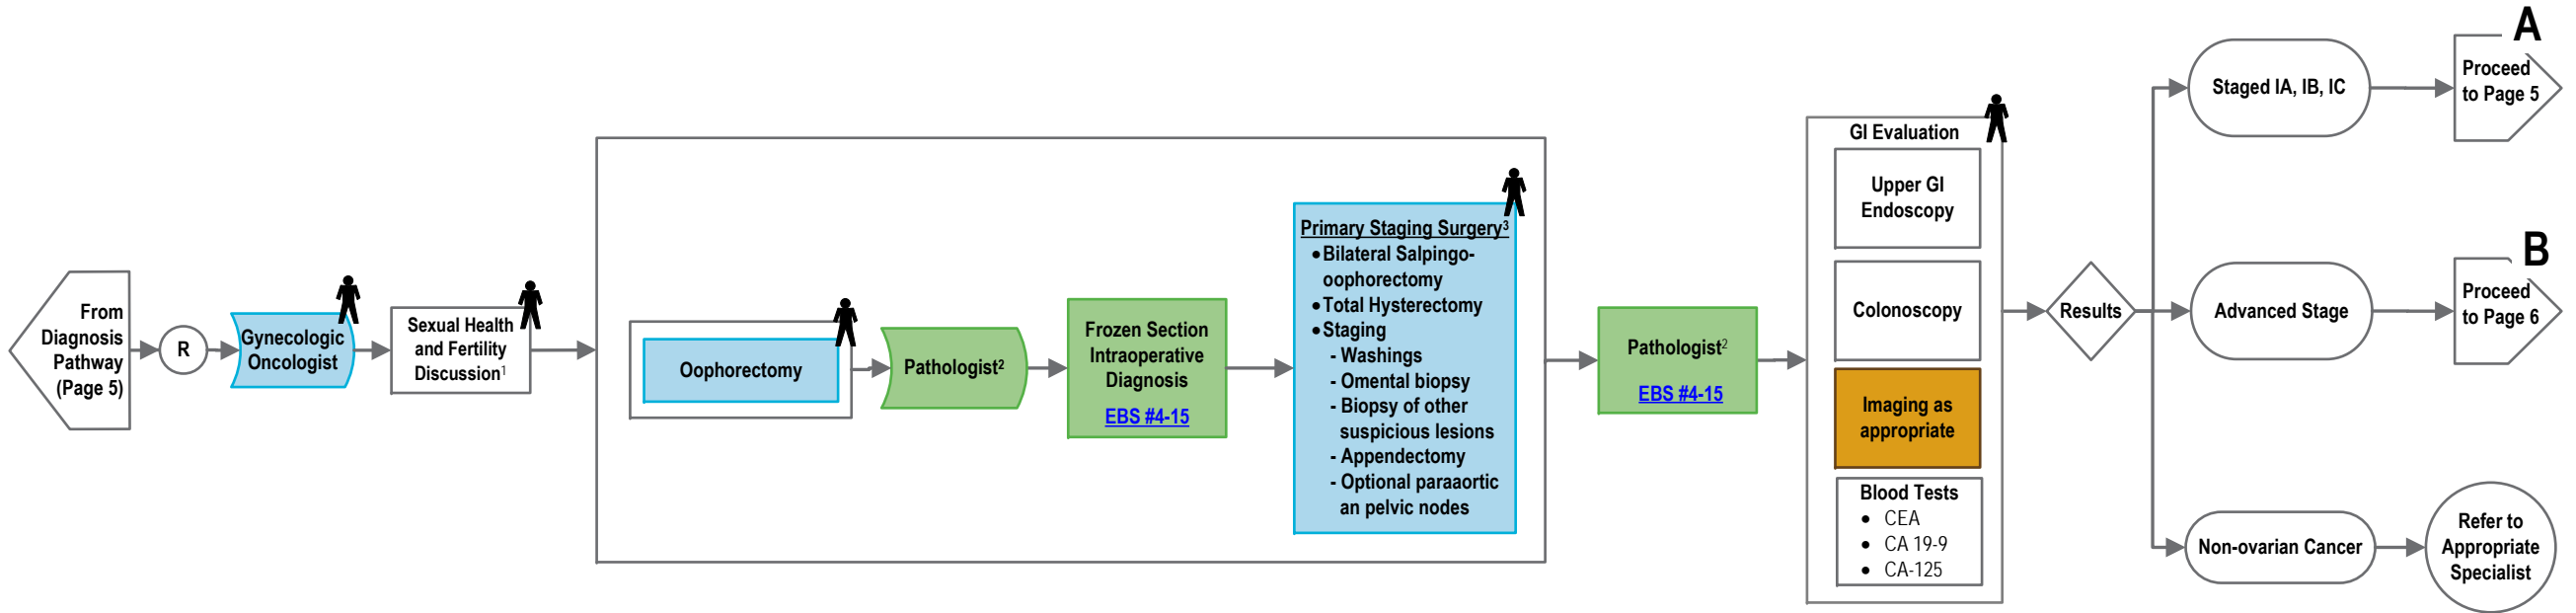 From
Diagnosis
Pathway
(Page 5)
R
Gynecologic
Oncologist
Sexual Health
and Fertility
Discussion1
Oophorectomy
Pathologist2
Frozen Section
Intraoperative
Diagnosis
EBS #4-15
Primary Staging Surgery3
• Bilateral Salpingo-
oophorectomy
• Total Hysterectomy
• Staging
- Washings
- Omental biopsy
- Biopsy of other
suspicious lesions
- Appendectomy
- Optional paraaortic
an pelvic nodes
Pathologist2
EBS #4-15
GI Evaluation
Upper GI
Endoscopy
Colonoscopy
Imaging as
appropriate
Blood Tests
• CEA
• CA 19-9
• CA-125
Results
Staged IA, IB, IC
A
Proceed
to Page 5
Advanced Stage
B
Proceed
to Page 6
Non-ovarian Cancer
Refer to
Appropriate
Specialist